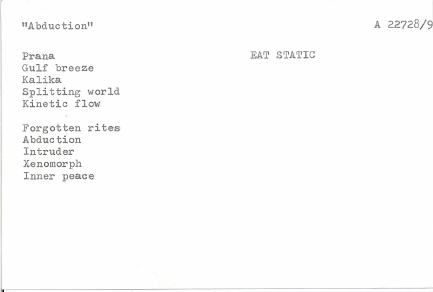 "Abduction" A 22728/9
Prana EAT STATIC
Gulf breeze
Kalika
Splitting world
Kinetic flow
Forgotten rites
Abduction
Intruder
Xenomorph
Inner peace